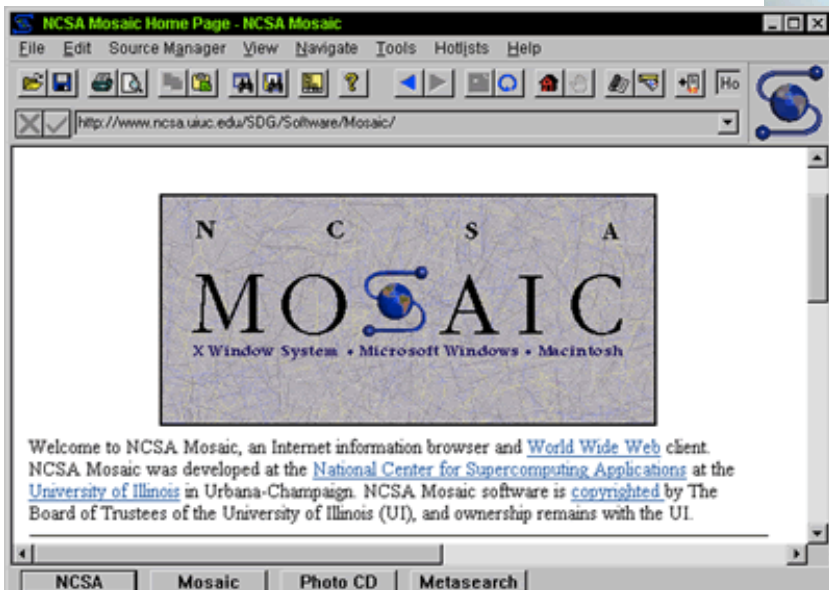 NCSA Mosaic Home Page - NCSA Mosaic
File Edit Source Manager View Navigate Tools Hotlists Help
Ho
http://www.ncsa.uiuc.edu/SDG/Software/Mosaic/
N C S A
MOSAIC
X Window System • Microsoft Windows • Macintosh
Welcome to NCSA Mosaic, an Internet information browser and World Wide Web client.
NCSA Mosaic was developed at the National Center for Supercomputing Applications at the
University of Illinois in Urbana-Champaign. NCSA Mosaic software is copyrighted by The
Board of Trustees of the University of Illinois (UI), and ownership remains with the UI.
NCSA Mosaic Photo CD Metasearch